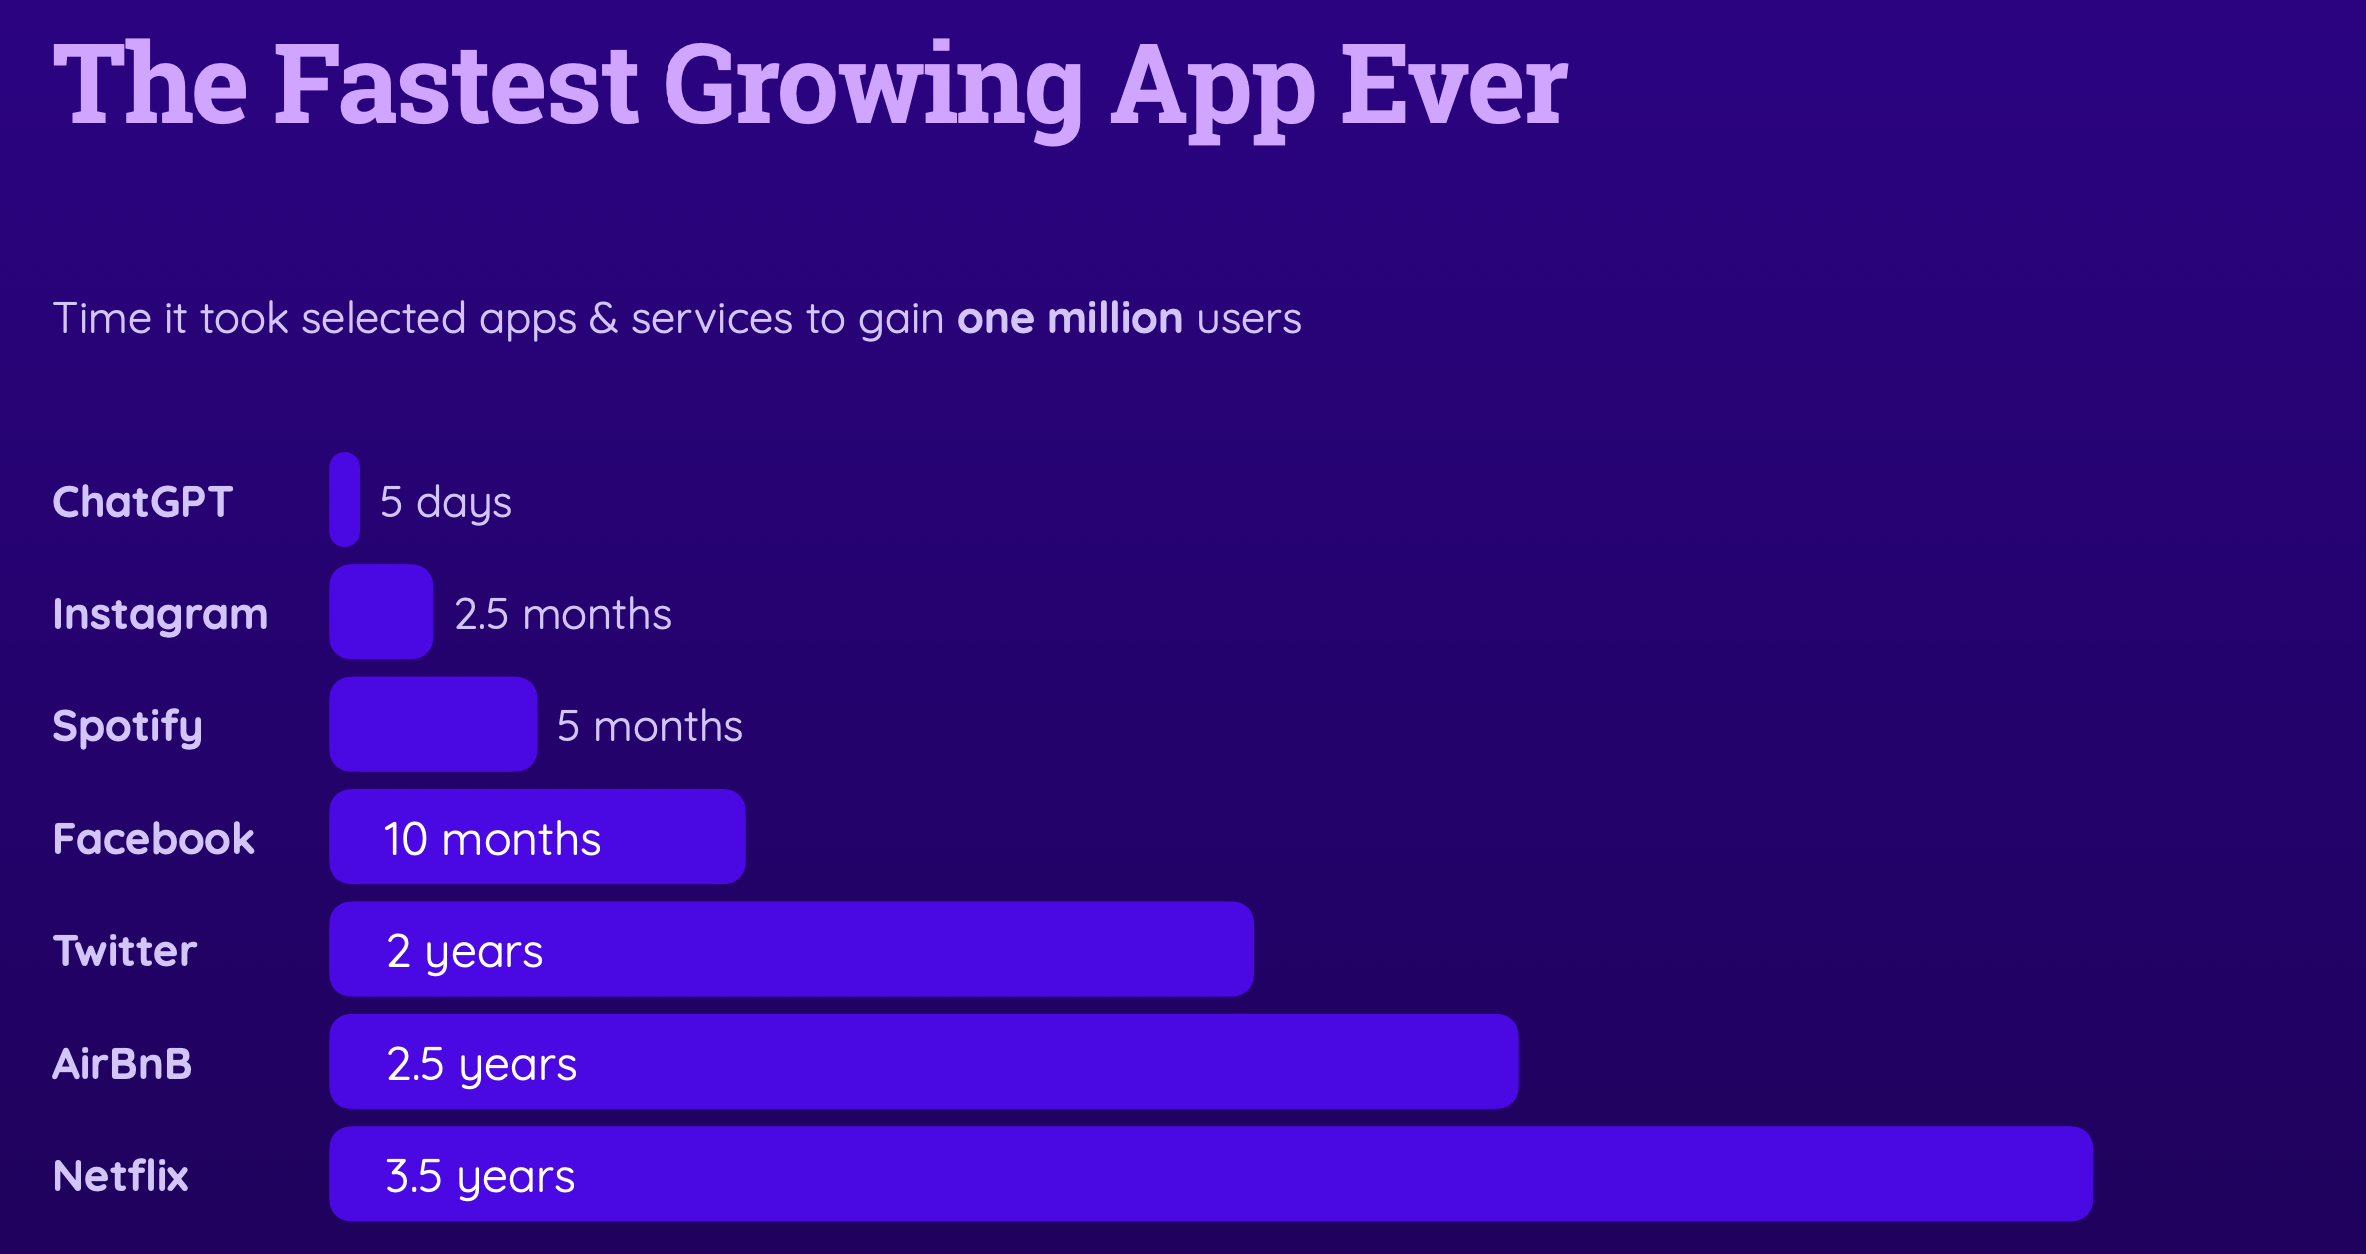 The Fastest Growing App Ever
Time it took selected apps & services to gain one million users
ChatGPT 5 days
Instagram 2.5 months
Spotify 5 months
Facebook 10 months
Twitter 2 years
AirBnB 2.5 years
Netflix 3.5 years